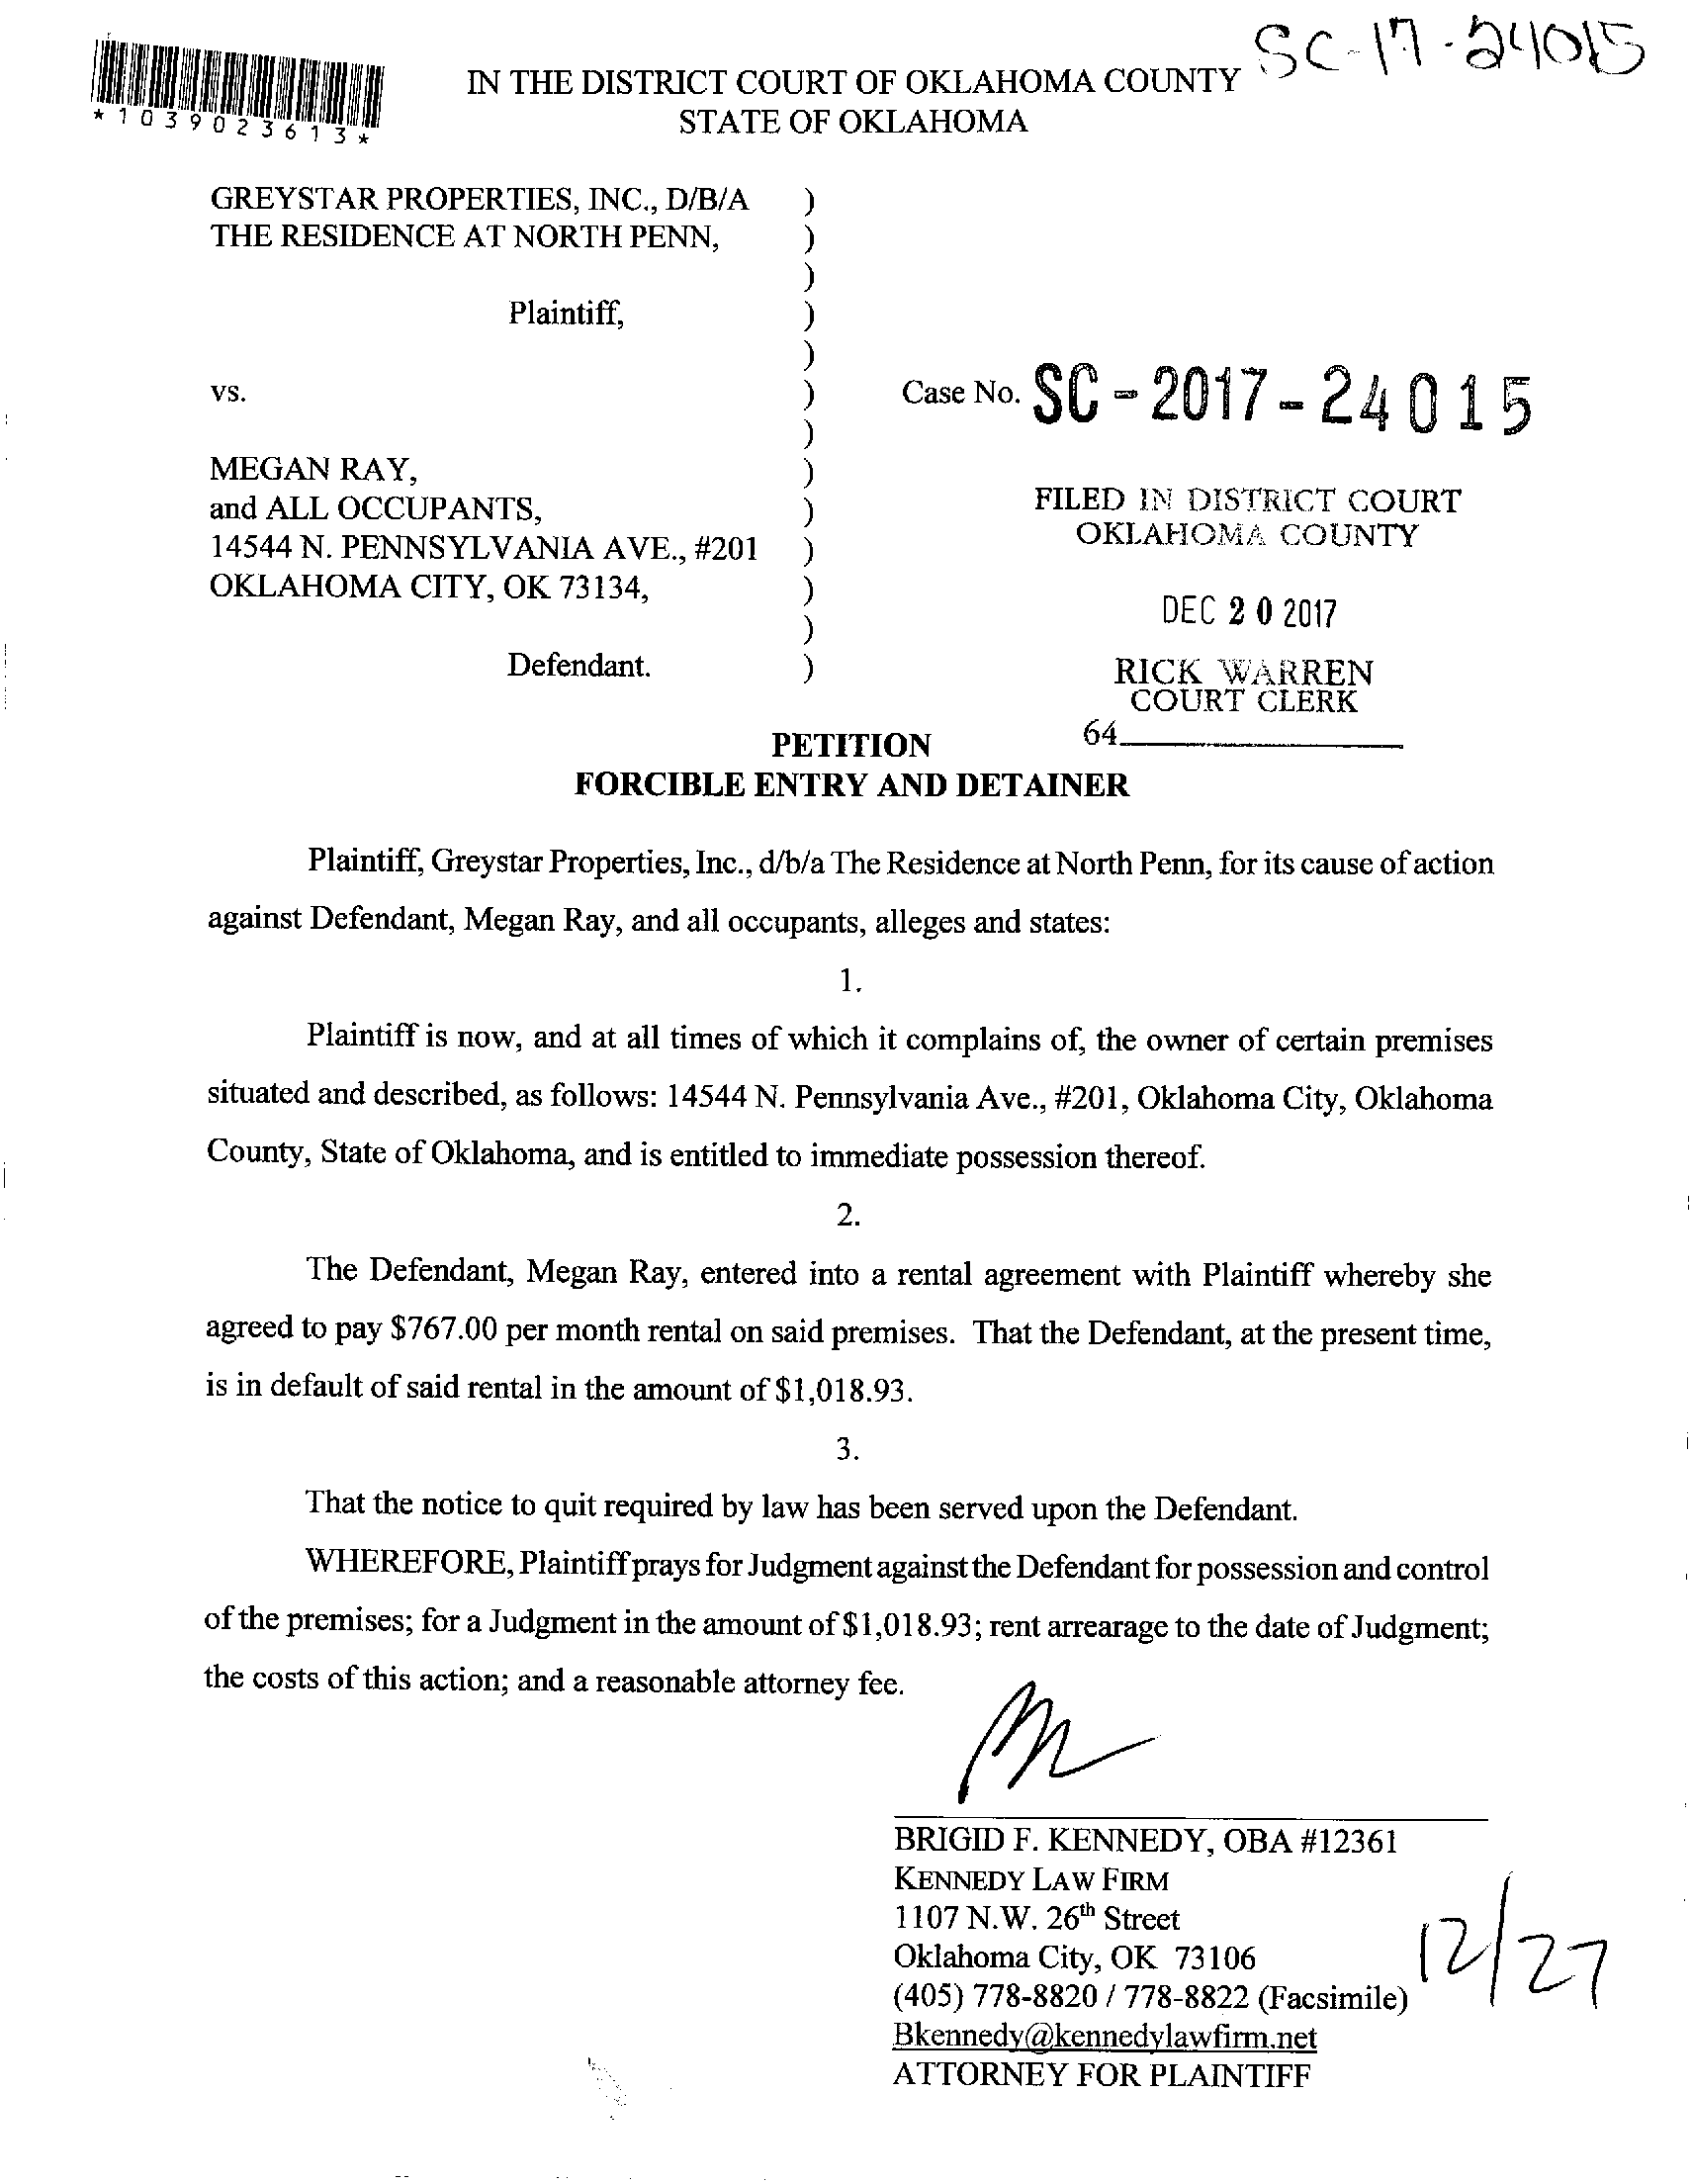 SC-17-24015
*1039023613*
IN THE DISTRICT COURT OF OKLAHOMA COUNTY
STATE OF OKLAHOMA
GREYSTAR PROPERTIES, INC., D/B/A )
THE RESIDENCE AT NORTH PENN, )
)
Plaintiff, )
)
vs. ) Case No. SC-2017-24015
)
MEGAN RAY, )
and ALL OCCUPANTS, ) FILED IN DISTRICT COURT
14544 N. PENNSYLVANIA AVE., #201 ) OKLAHOMA COUNTY
OKLAHOMA CITY, OK 73134, )
) DEC 20 2017
Defendant. ) RICK WARREN
COURT CLERK
64
PETITION
FORCIBLE ENTRY AND DETAINER
Plaintiff, Greystar Properties, Inc., d/b/a The Residence at North Penn, for its cause of action
against Defendant, Megan Ray, and all occupants, alleges and states:
1.
Plaintiff is now, and at all times of which it complains of, the owner of certain premises
situated and described, as follows: 14544 N. Pennsylvania Ave., #201, Oklahoma City, Oklahoma
County, State of Oklahoma, and is entitled to immediate possession thereof.
2.
The Defendant, Megan Ray, entered into a rental agreement with Plaintiff whereby she
agreed to pay $767.00 per month rental on said premises. That the Defendant, at the present time,
is in default of said rental in the amount of $1,018.93.
3.
That the notice to quit required by law has been served upon the Defendant.
WHEREFORE, Plaintiff prays for Judgment against the Defendant for possession and control
of the premises; for a Judgment in the amount of $1,018.93; rent arrearage to the date of Judgment;
the costs of this action; and a reasonable attorney fee.
BRIGID F. KENNEDY, OBA #12361
KENNEDY LAW FIRM
1107 N.W. 26th Street
Oklahoma City, OK 73106
(405) 778-8820 / 778-8822 (Facsimile)
Bkennedy@kennedylawfirm.net
ATTORNEY FOR PLAINTIFF
12/27